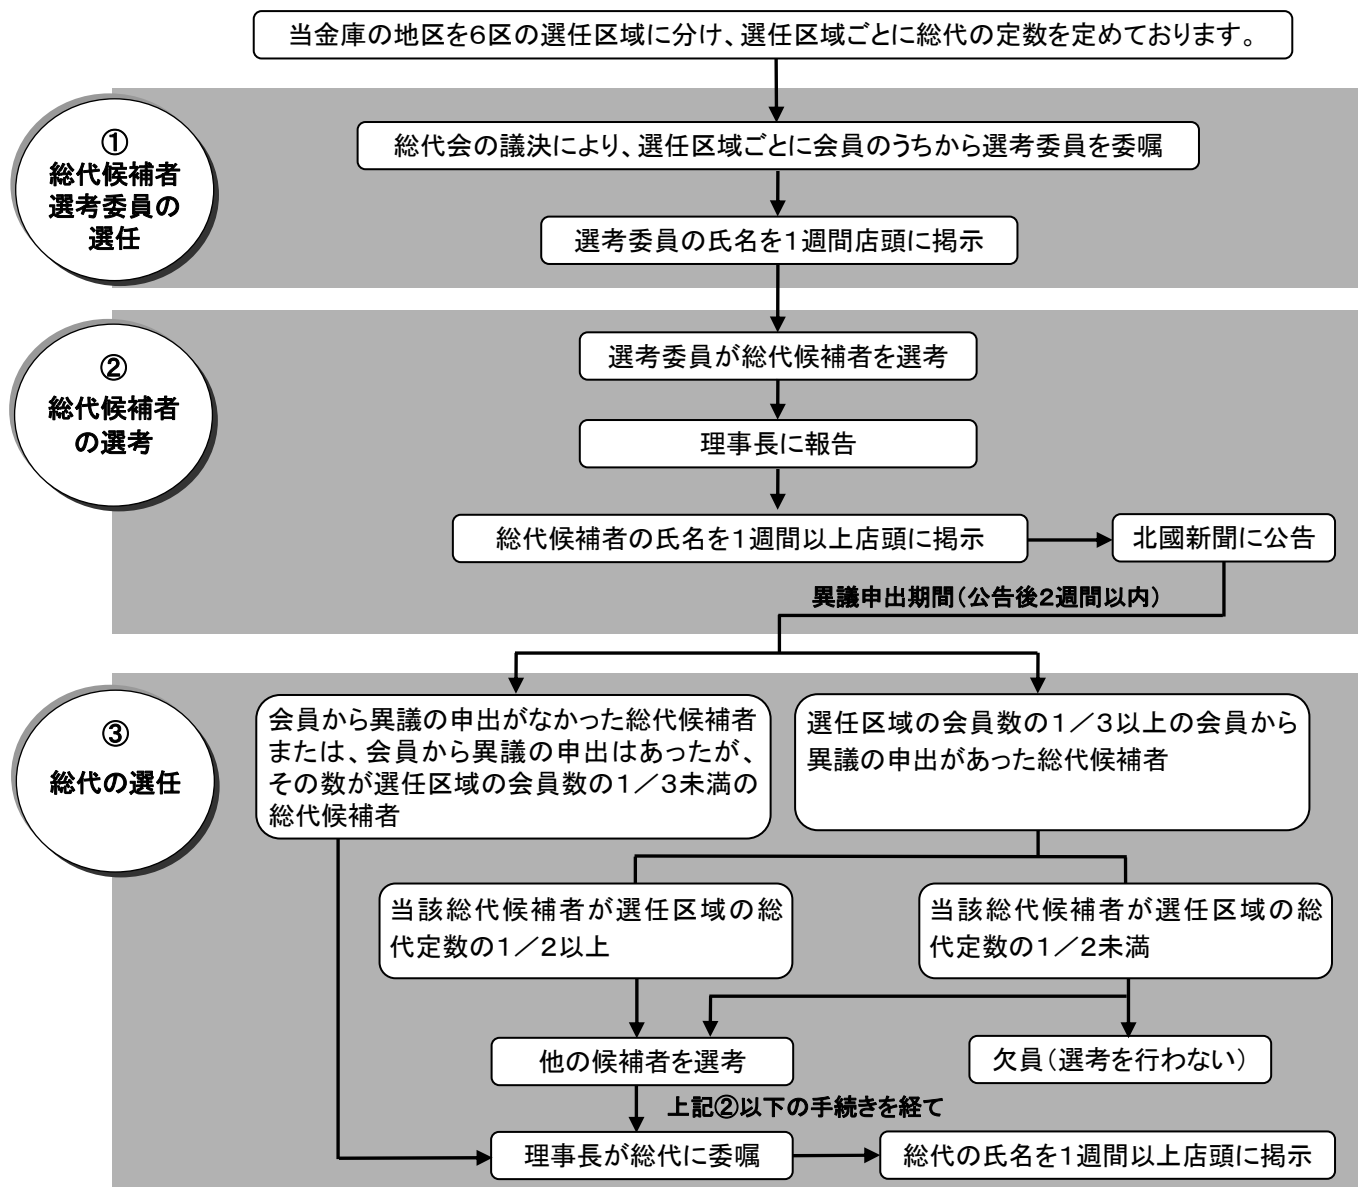 当金庫の地区を6区の選任区域に分け、選任区域ごとに総代の定数を定めております。
①
総代候補者
選考委員の
選任
総代会の議決により、選任区域ごとに会員のうちから選考委員を委嘱
選考委員の氏名を1週間店頭に掲示
②
総代候補者
の選考
選考委員が総代候補者を選考
理事長に報告
総代候補者の氏名を1週間以上店頭に掲示
北國新聞に公告
異議申出期間(公告後2週間以内)
③
総代の選任
会員から異議の申出がなかった総代候補者
または、会員から異議の申出はあったが、
その数が選任区域の会員数の1/3未満の
総代候補者
選任区域の会員数の1/3以上の会員から
異議の申出があった総代候補者
当該総代候補者が選任区域の総
代定数の1/2以上
当該総代候補者が選任区域の総
代定数の1/2未満
他の候補者を選考
欠員(選考を行わない)
上記②以下の手続きを経て
理事長が総代に委嘱
総代の氏名を1週間以上店頭に掲示